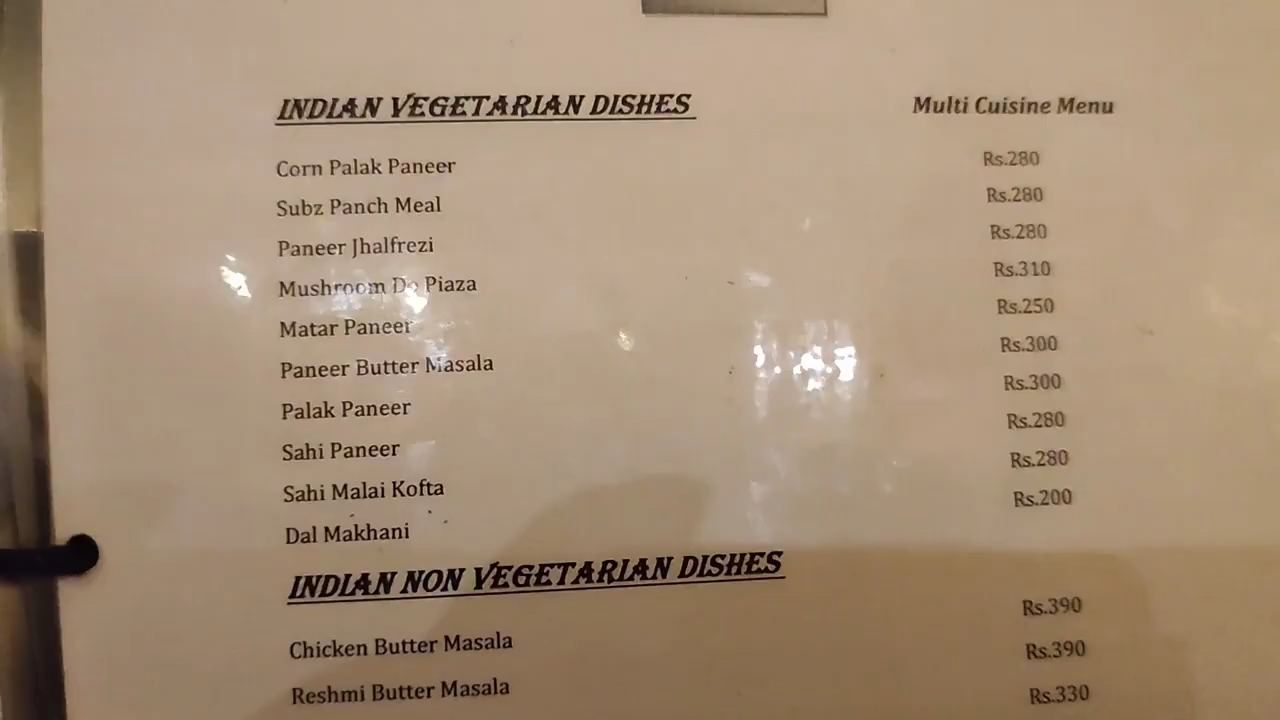 INDIAN VEGETARIAN DISHES Multi Cuisine Menu
Corn Palak Paneer Rs.280
Subz Panch Meal Rs.280
Paneer Jhalfrezi Rs.280
Mushroom Do Piaza Rs.310
Matar Paneer Rs.250
Paneer Butter Masala Rs.300
Palak Paneer Rs.300
Sahi Paneer Rs.280
Sahi Malai Kofta Rs.280
Dal Makhani Rs.200
INDIAN NON VEGETARIAN DISHES
Chicken Butter Masala Rs.390
Reshmi Butter Masala Rs.390
Rs.330